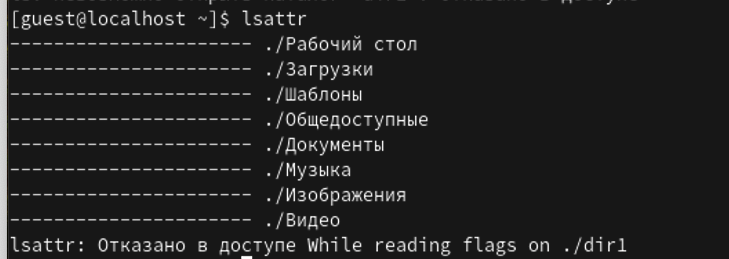 [guest@localhost ~]$ lsattr
---------------------- ./Рабочий стол
---------------------- ./Загрузки
---------------------- ./Шаблоны
---------------------- ./Общедоступные
---------------------- ./Документы
---------------------- ./Музыка
---------------------- ./Изображения
---------------------- ./Видео
lsattr: Отказано в доступе While reading flags on ./dir1